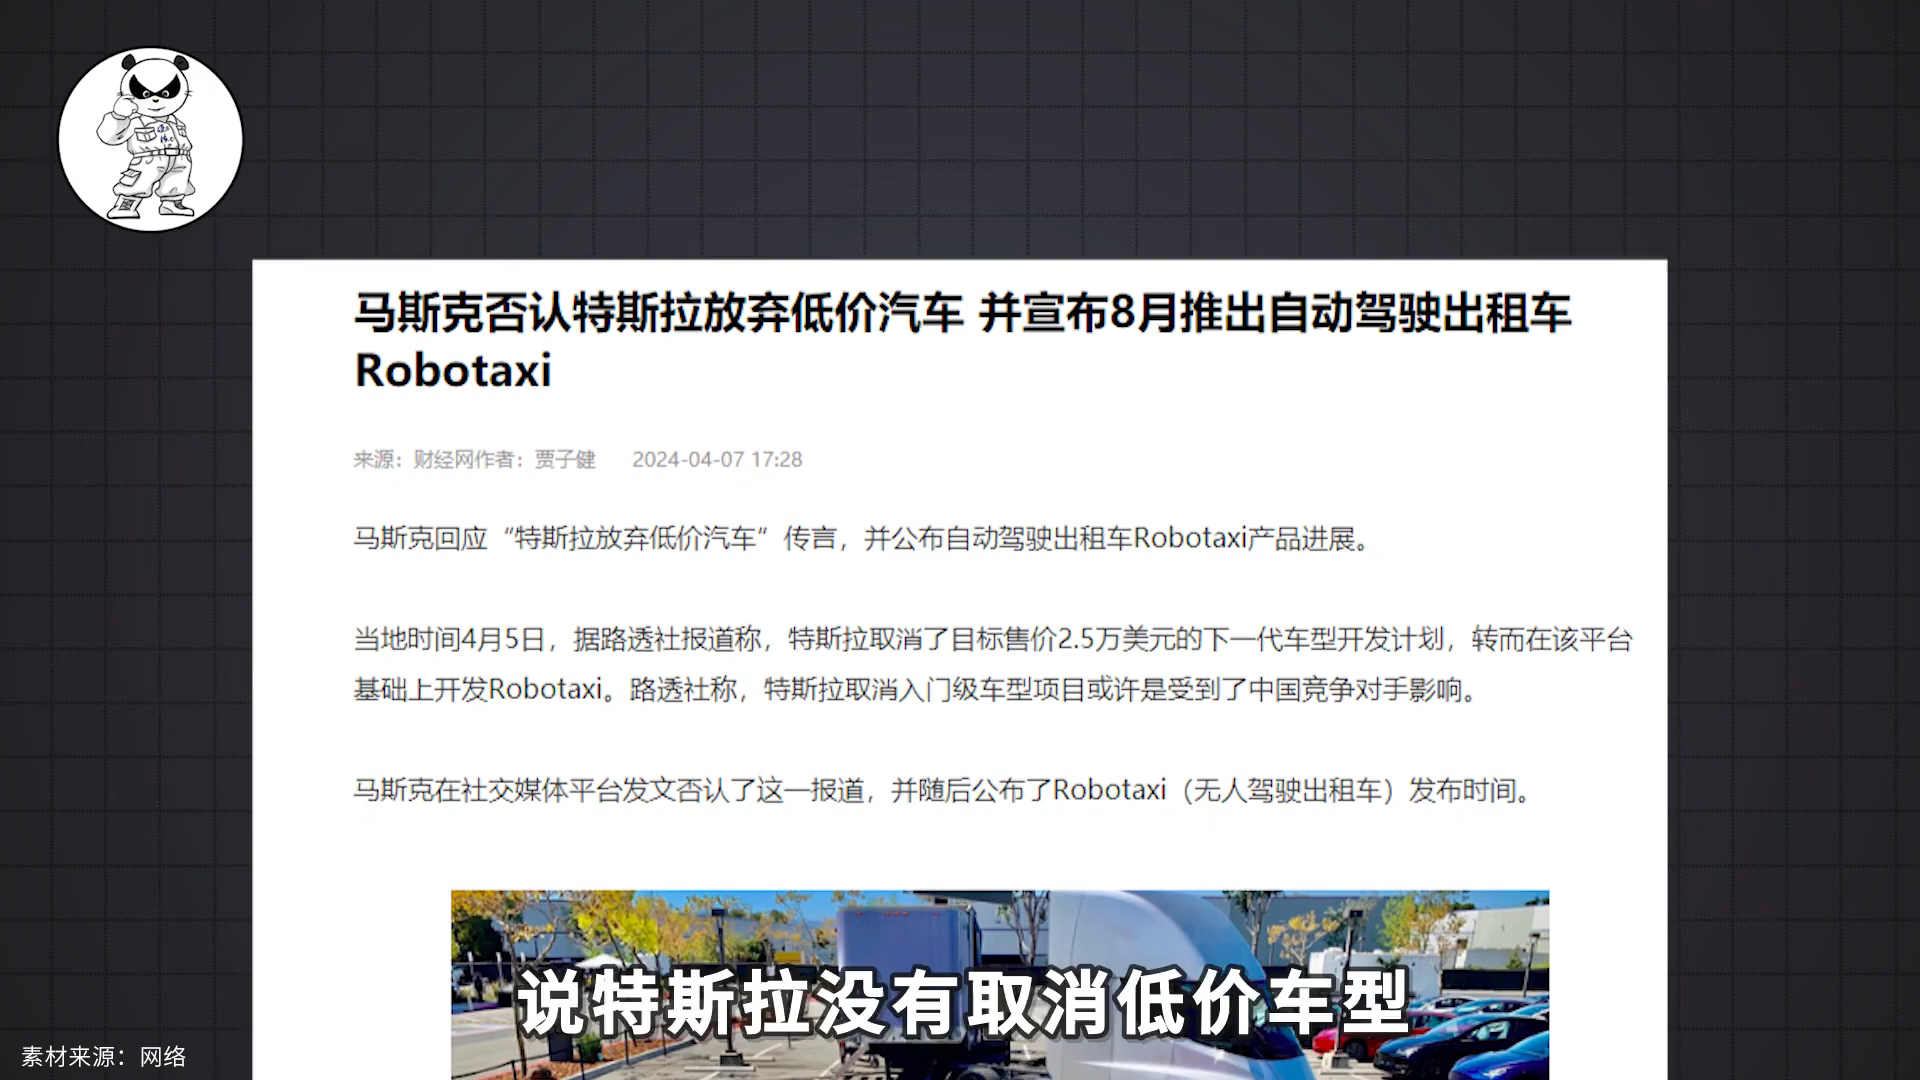 马斯克否认特斯拉放弃低价汽车 并宣布8月推出自动驾驶出租车
Robotaxi
来源：财经网作者：贾子健 2024-04-07 17:28
马斯克回应“特斯拉放弃低价汽车”传言，并公布自动驾驶出租车Robotaxi产品进展。
当地时间4月5日，据路透社报道称，特斯拉取消了目标售价2.5万美元的下一代车型开发计划，转而在该平台
基础上开发Robotaxi。路透社称，特斯拉取消入门级车型项目或许是受到了中国竞争对手影响。
马斯克在社交媒体平台发文否认了这一报道，并随后公布了Robotaxi（无人驾驶出租车）发布时间。
说特斯拉没有取消低价车型
素材来源：网络